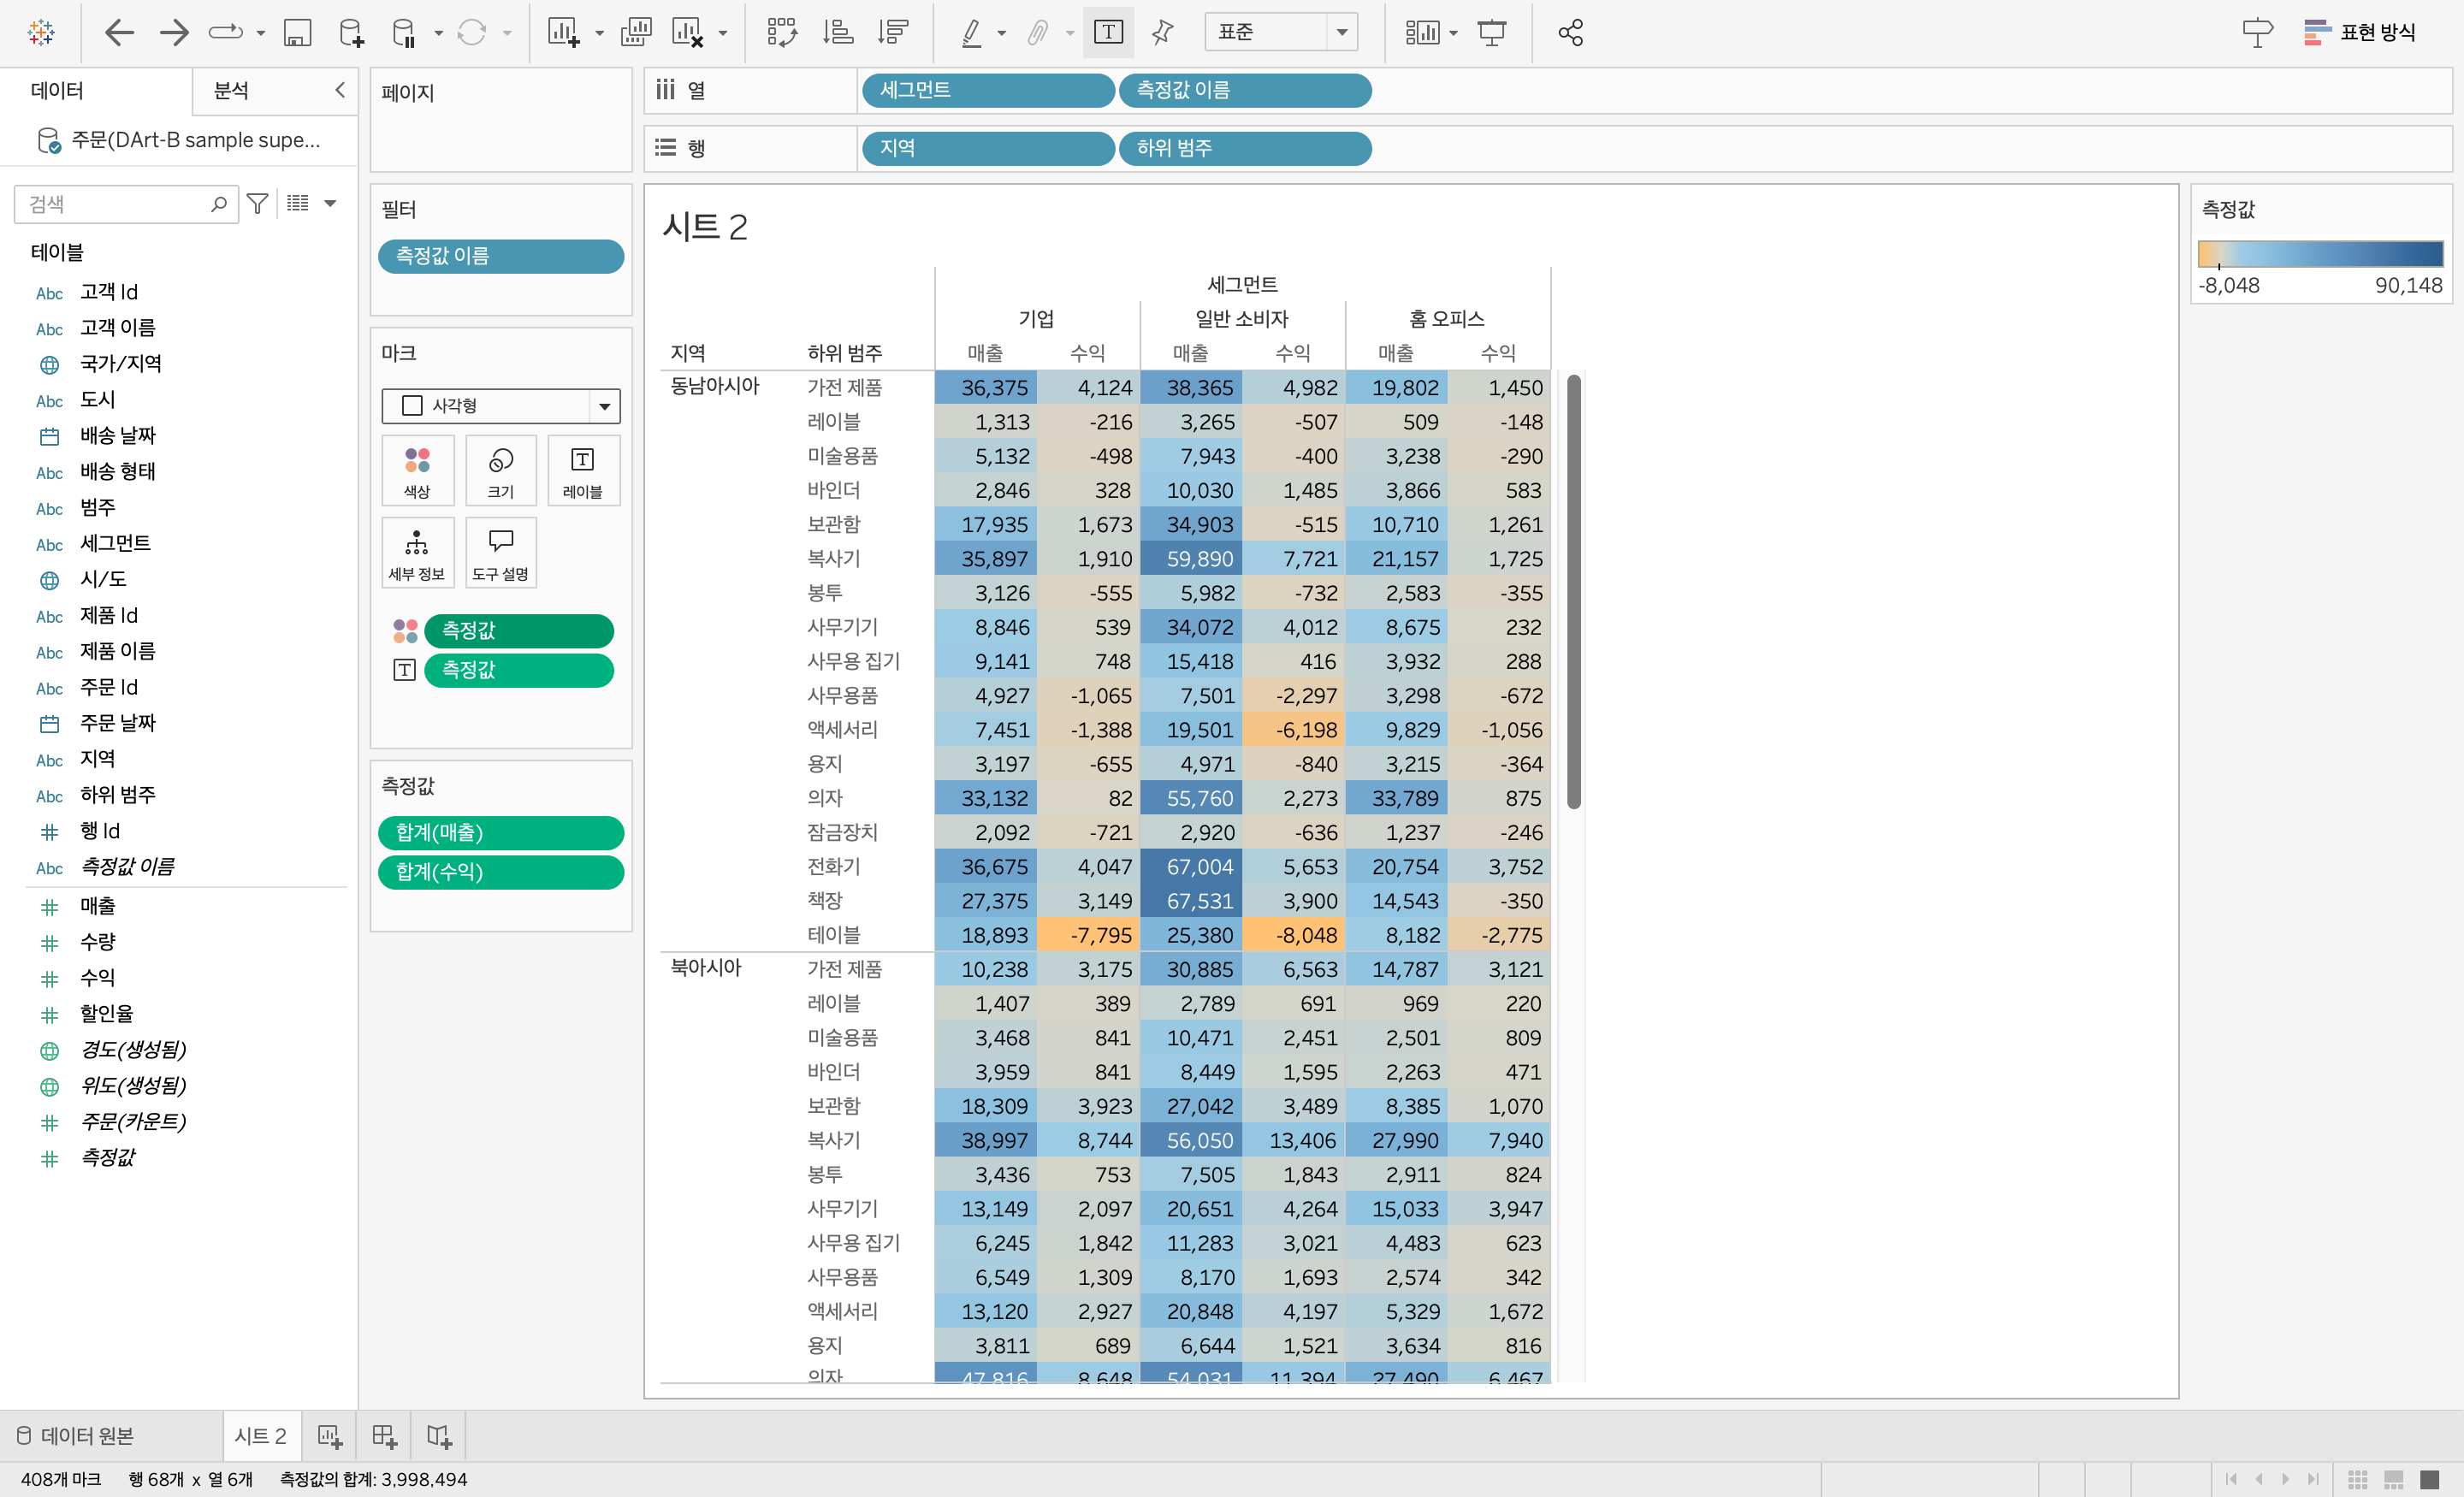 표준
표현 방식
데이터
분석
주문(DArt-B sample supe...
검색
테이블
Abc 고객 Id
Abc 고객 이름
국가/지역
Abc 도시
배송 날짜
Abc 배송 형태
Abc 범주
Abc 세그먼트
시/도
Abc 제품 Id
Abc 제품 이름
Abc 주문 Id
주문 날짜
Abc 지역
Abc 하위 범주
# 행 Id
Abc 측정값 이름
# 매출
# 수량
# 수익
# 할인율
경도(생성됨)
위도(생성됨)
# 주문(카운트)
# 측정값
페이지
필터
측정값 이름
마크
사각형
색상 크기 레이블
세부 정보 도구 설명
측정값
측정값
측정값
합계(매출)
합계(수익)
열 세그먼트 측정값 이름
행 지역 하위 범주
시트 2
세그먼트
기업 일반 소비자 홈 오피스
지역 하위 범주 매출 수익 매출 수익 매출 수익
동남아시아 가전 제품 36,375 4,124 38,365 4,982 19,802 1,450
레이블 1,313 -216 3,265 -507 509 -148
미술용품 5,132 -498 7,943 -400 3,238 -290
바인더 2,846 328 10,030 1,485 3,866 583
보관함 17,935 1,673 34,903 -515 10,710 1,261
복사기 35,897 1,910 59,890 7,721 21,157 1,725
봉투 3,126 -555 5,982 -732 2,583 -355
사무기기 8,846 539 34,072 4,012 8,675 232
사무용 집기 9,141 748 15,418 416 3,932 288
사무용품 4,927 -1,065 7,501 -2,297 3,298 -672
액세서리 7,451 -1,388 19,501 -6,198 9,829 -1,056
용지 3,197 -655 4,971 -840 3,215 -364
의자 33,132 82 55,760 2,273 33,789 875
잠금장치 2,092 -721 2,920 -636 1,237 -246
전화기 36,675 4,047 67,004 5,653 20,754 3,752
책장 27,375 3,149 67,531 3,900 14,543 -350
테이블 18,893 -7,795 25,380 -8,048 8,182 -2,775
북아시아 가전 제품 10,238 3,175 30,885 6,563 14,787 3,121
레이블 1,407 389 2,789 691 969 220
미술용품 3,468 841 10,471 2,451 2,501 809
바인더 3,959 841 8,449 1,595 2,263 471
보관함 18,309 3,923 27,042 3,489 8,385 1,070
복사기 38,997 8,744 56,050 13,406 27,990 7,940
봉투 3,436 753 7,505 1,843 2,911 824
사무기기 13,149 2,097 20,651 4,264 15,033 3,947
사무용 집기 6,245 1,842 11,283 3,021 4,483 623
사무용품 6,549 1,309 8,170 1,693 2,574 342
액세서리 13,120 2,927 20,848 4,197 5,329 1,672
용지 3,811 689 6,644 1,521 3,634 816
의자 47,816 8,648 54,031 11,394 27,490 6,467
측정값
-8,048 90,148
데이터 원본
시트 2
408개 마크 행 68개 x 열 6개 측정값의 합계: 3,998,494